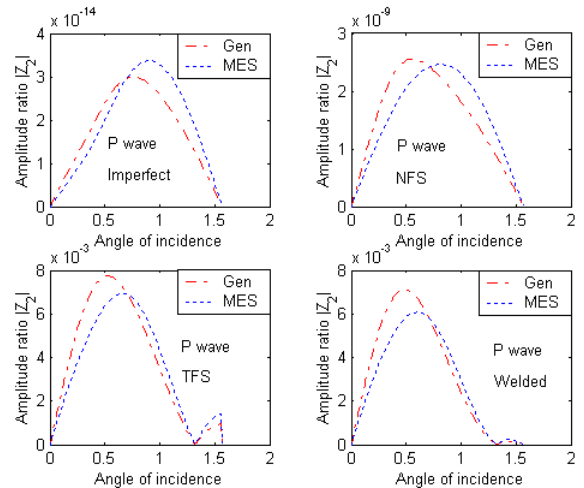 x 10-14
Amplitude ratio |Z2|
4
3
2
1
0
Gen
MES
P wave
Imperfect
0 0.5 1 1.5 2
Angle of incidence
x 10-9
Amplitude ratio |Z2|
3
2
1
0
Gen
MES
P wave
NFS
0 0.5 1 1.5 2
Angle of incidence
x 10-3
Amplitude ratio |Z2|
8
6
4
2
0
Gen
MES
P wave
TFS
0 0.5 1 1.5 2
Angle of incidence
x 10-3
Amplitude ratio |Z2|
8
6
4
2
0
Gen
MES
P wave
Welded
0 0.5 1 1.5 2
Angle of incidence